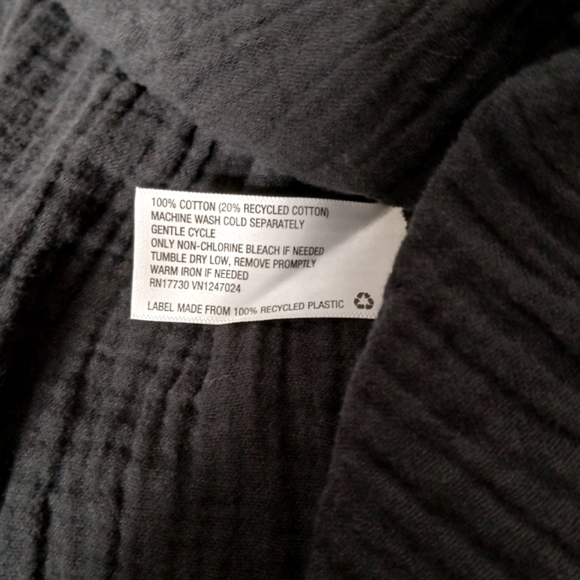 100% COTTON (20% RECYCLED COTTON)
MACHINE WASH COLD SEPARATELY
GENTLE CYCLE
ONLY NON-CHLORINE BLEACH IF NEEDED
TUMBLE DRY LOW, REMOVE PROMPTLY
WARM IRON IF NEEDED
RN17730 VN1247024
LABEL MADE FROM 100% RECYCLED PLASTIC